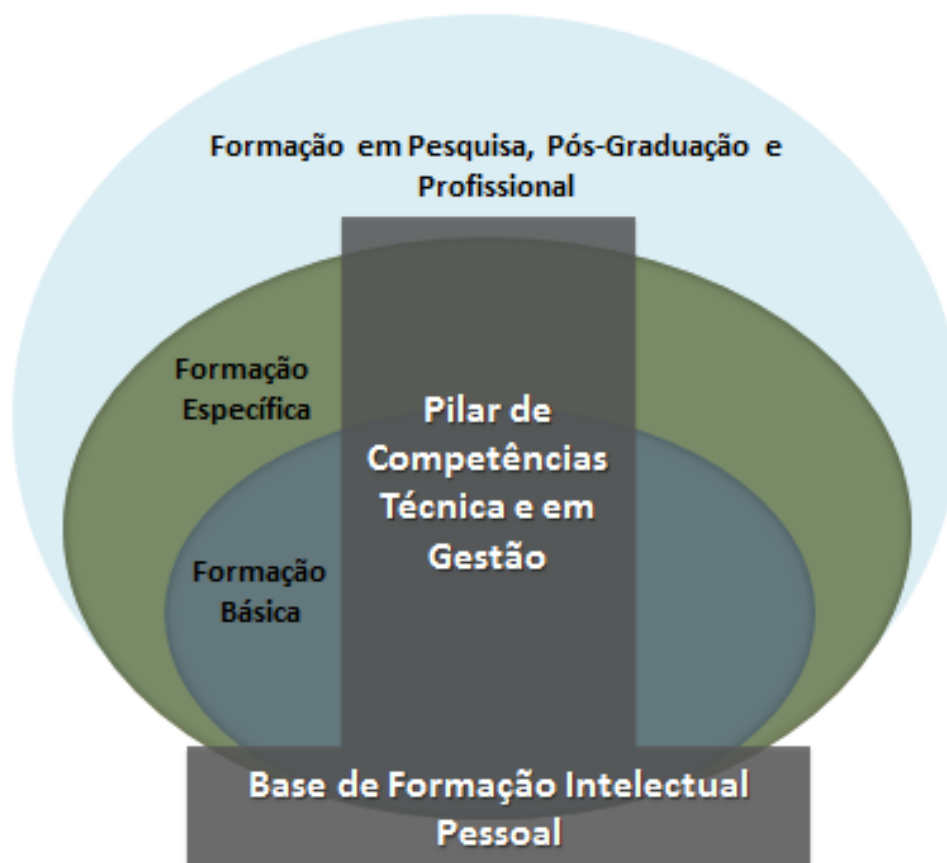 Formação em Pesquisa, Pós-Graduação e
Profissional
Formação
Específica
Pilar de
Competências
Técnica e em
Gestão
Formação
Básica
Base de Formação Intelectual
Pessoal